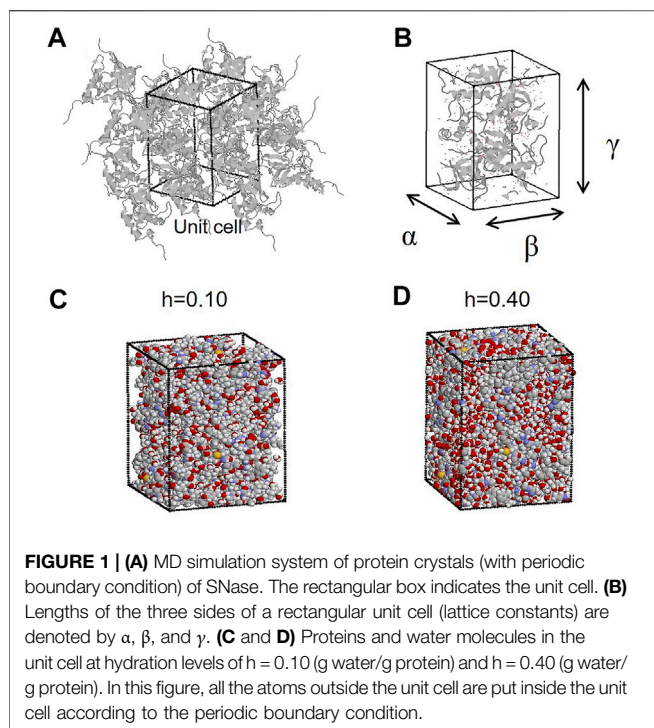 A
B
Unit cell
α
β
γ
C
h=0.10
D
h=0.40
FIGURE 1 | (A) MD simulation system of protein crystals (with periodic
boundary condition) of SNase. The rectangular box indicates the unit cell. (B)
Lengths of the three sides of a rectangular unit cell (lattice constants) are
denoted by α, β, and γ. (C and D) Proteins and water molecules in the
unit cell at hydration levels of h = 0.10 (g water/g protein) and h = 0.40 (g water/
g protein). In this figure, all the atoms outside the unit cell are put inside the unit
cell according to the periodic boundary condition.